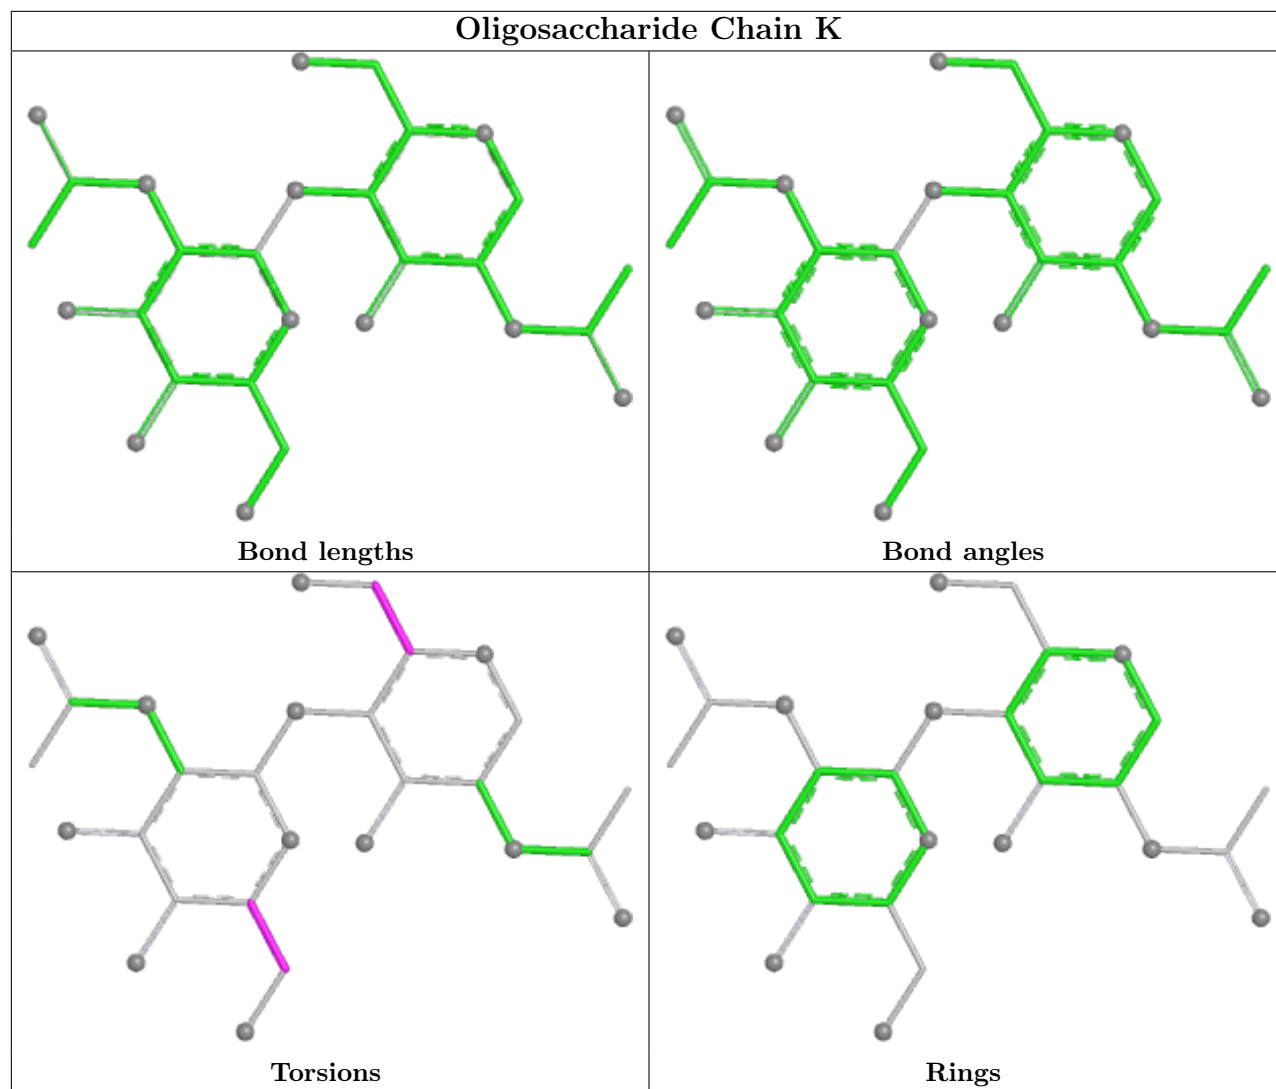 Oligosaccharide Chain K
Bond lengths
Bond angles
Torsions
Rings